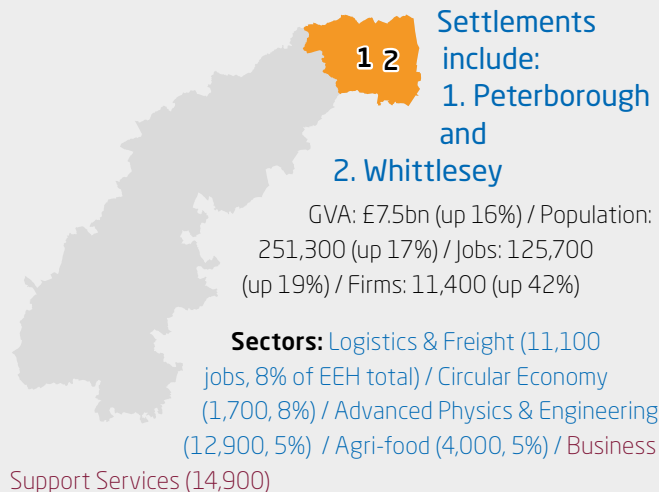 Settlements
include:
1 2
1. Peterborough
and
2. Whittlesey
GVA: £7.5bn (up 16%) / Population:
251,300 (up 17%) / Jobs: 125,700
(up 19%) / Firms: 11,400 (up 42%)
Sectors: Logistics & Freight (11,100
jobs, 8% of EEH total) / Circular Economy
(1,700, 8%) / Advanced Physics & Engineering
(12,900, 5%) / Agri-food (4,000, 5%) / Business
Support Services (14,900)